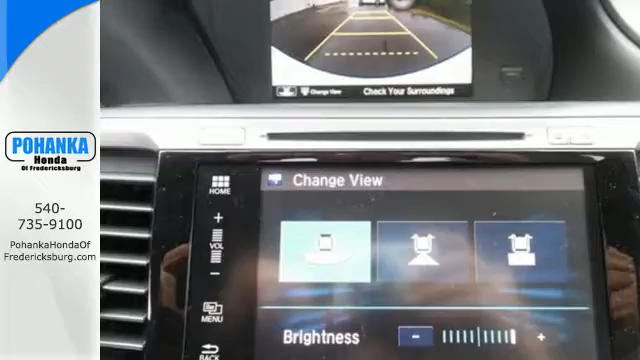 Change View
Check Your Surroundings
POHANKA
Honda
Of Fredericksburg
540-
735-9100
PohankaHondaOf
Fredericksburg.com
HOME
+
VOL
-
MENU
BACK
Change View
Brightness
-
+